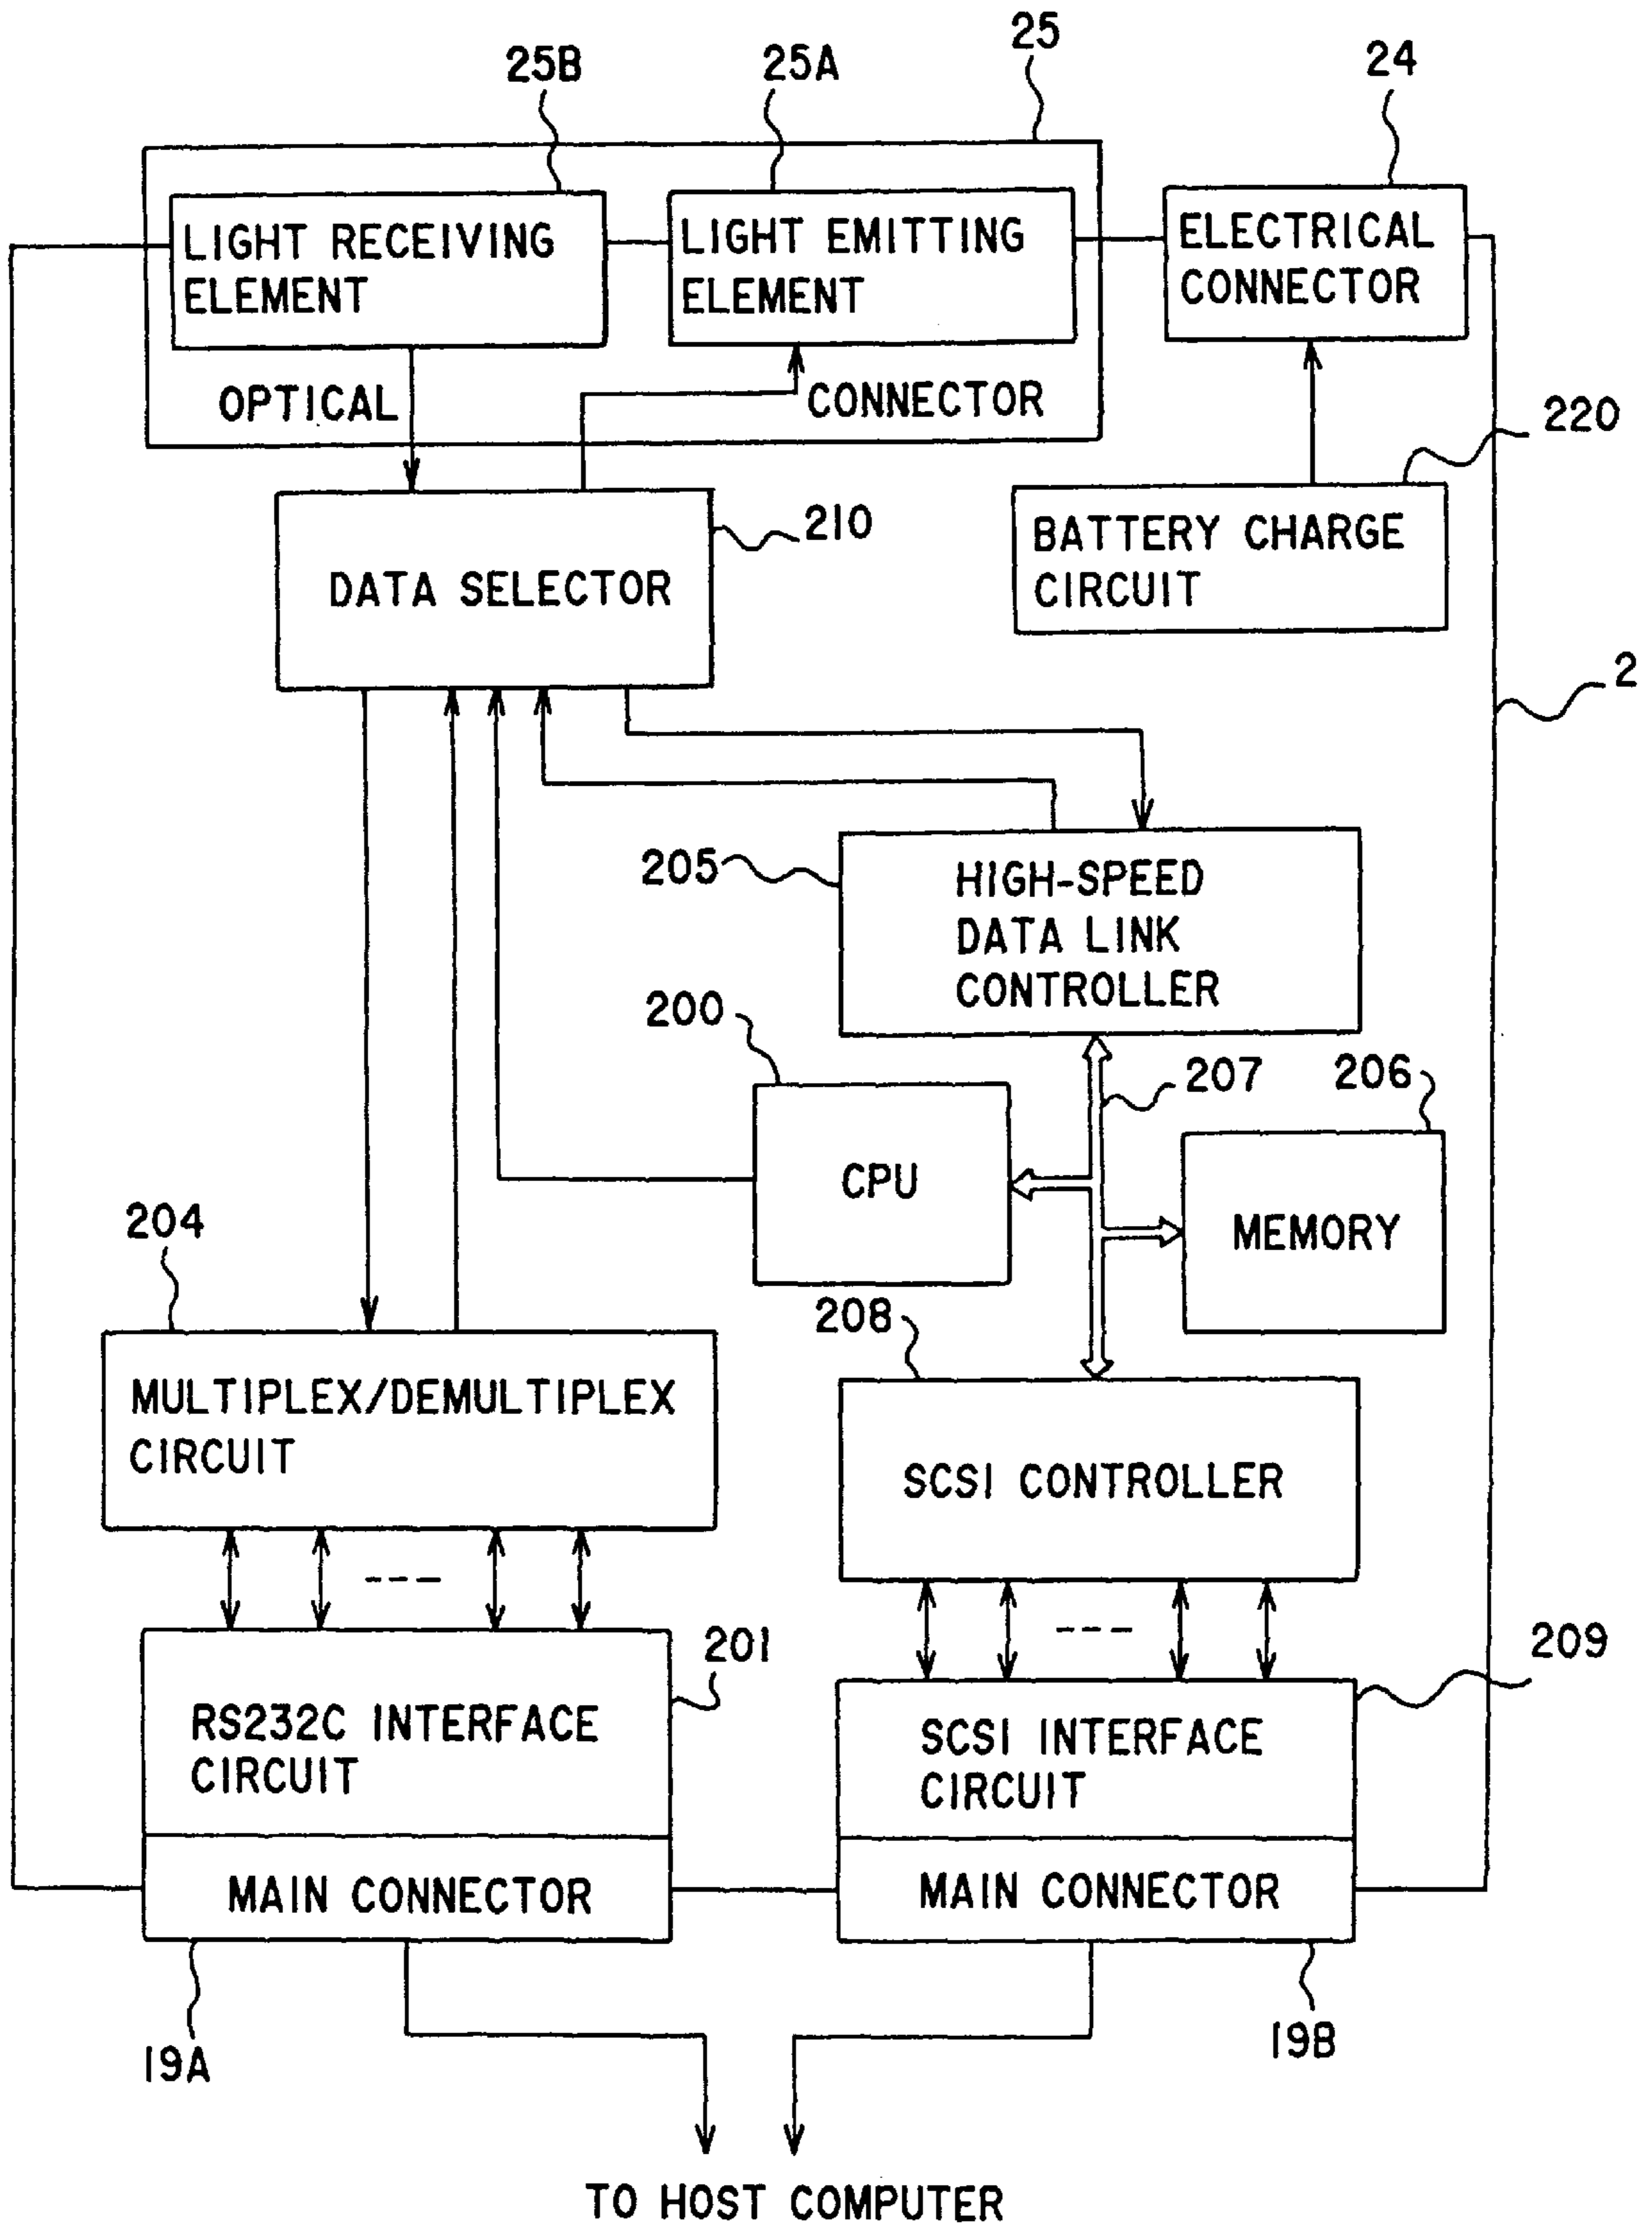 25
25B
25A
24
LIGHT RECEIVING
ELEMENT
LIGHT EMITTING
ELEMENT
ELECTRICAL
CONNECTOR
OPTICAL
CONNECTOR
220
210
BATTERY CHARGE
CIRCUIT
DATA SELECTOR
2
205
HIGH-SPEED
DATA LINK
CONTROLLER
200
207
206
CPU
MEMORY
204
208
MULTIPLEX/DEMULTIPLEX
CIRCUIT
SCSI CONTROLLER
201
209
RS232C INTERFACE
CIRCUIT
SCSI INTERFACE
CIRCUIT
MAIN CONNECTOR
MAIN CONNECTOR
19A
19B
TO HOST COMPUTER